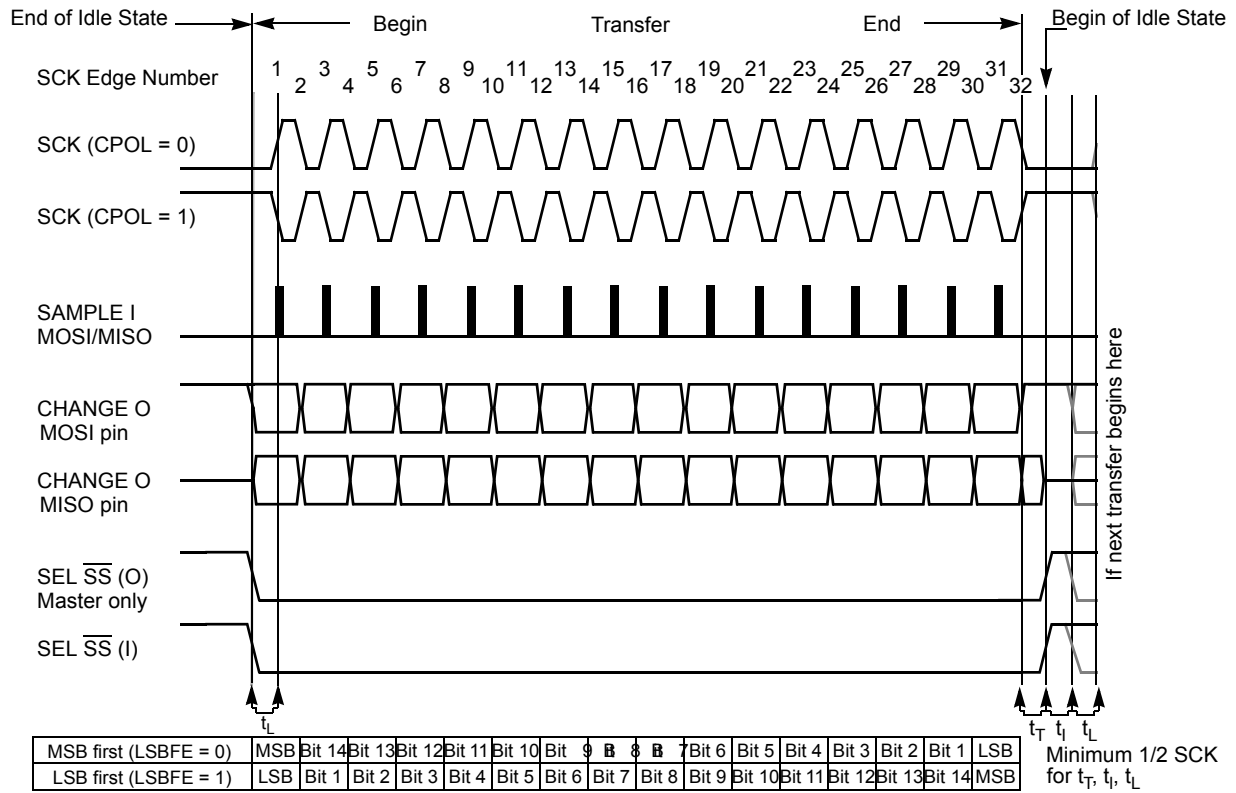 End of Idle State
Begin
Transfer
End
Begin of Idle State
SCK Edge Number
1 3 5 7 9 11 13 15 17 19 21 23 25 27 29 31
2 4 6 8 10 12 14 16 18 20 22 24 26 28 30 32
SCK (CPOL = 0)
SCK (CPOL = 1)
SAMPLE I
MOSI/MISO
CHANGE O
MOSI pin
CHANGE O
MISO pin
SEL SS (O)
Master only
SEL SS (I)
If next transfer begins here
tL
tT tI tL
MSB first (LSBFE = 0) MSB Bit 14 Bit 13 Bit 12 Bit 11 Bit 10 Bit 9 8 7 Bit 6 Bit 5 Bit 4 Bit 3 Bit 2 Bit 1 LSB
LSB first (LSBFE = 1) LSB Bit 1 Bit 2 Bit 3 Bit 4 Bit 5 Bit 6 Bit 7 Bit 8 Bit 9 Bit 10 Bit 11 Bit 12 Bit 13 Bit 14 MSB
Minimum 1/2 SCK
for tT, tI, tL